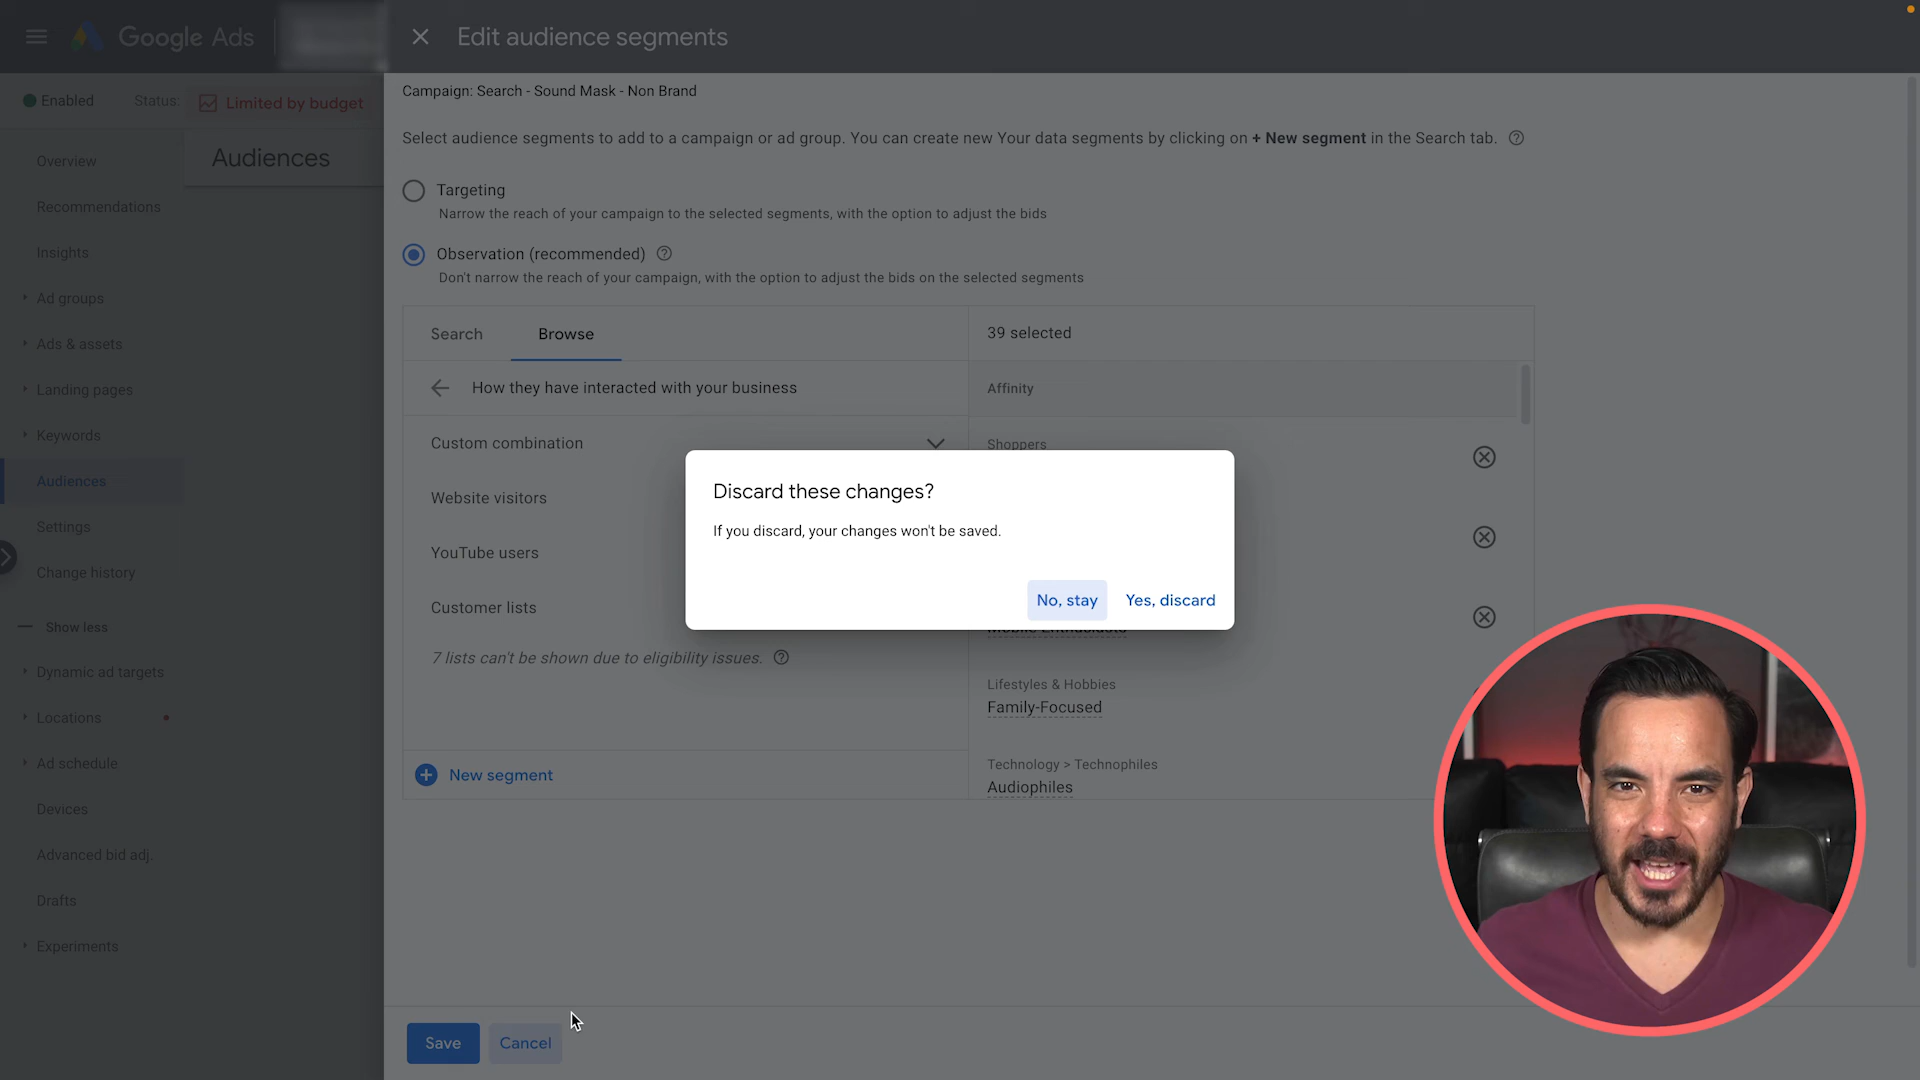 Google Ads
Edit audience segments
Enabled
Status:
Limited by budget
Campaign: Search - Sound Mask - Non Brand
Select audience segments to add to a campaign or ad group. You can create new Your data segments by clicking on + New segment in the Search tab.
Overview
Audiences
Recommendations
Targeting
Narrow the reach of your campaign to the selected segments, with the option to adjust the bids
Insights
Observation (recommended)
Don't narrow the reach of your campaign, with the option to adjust the bids on the selected segments
Ad groups
Search
Browse
39 selected
Ads & assets
Landing pages
How they have interacted with your business
Affinity
Keywords
Custom combination
Shoppers
Audiences
Website visitors
Discard these changes?
Settings
If you discard, your changes won't be saved.
YouTube users
Change history
Customer lists
No, stay
Yes, discard
Show less
Mobile Enthusiasts
7 lists can't be shown due to eligibility issues.
Dynamic ad targets
Lifestyles & Hobbies
Family-Focused
Locations
Ad schedule
New segment
Technology > Technophiles
Audiophiles
Devices
Advanced bid adj.
Drafts
Experiments
Save
Cancel